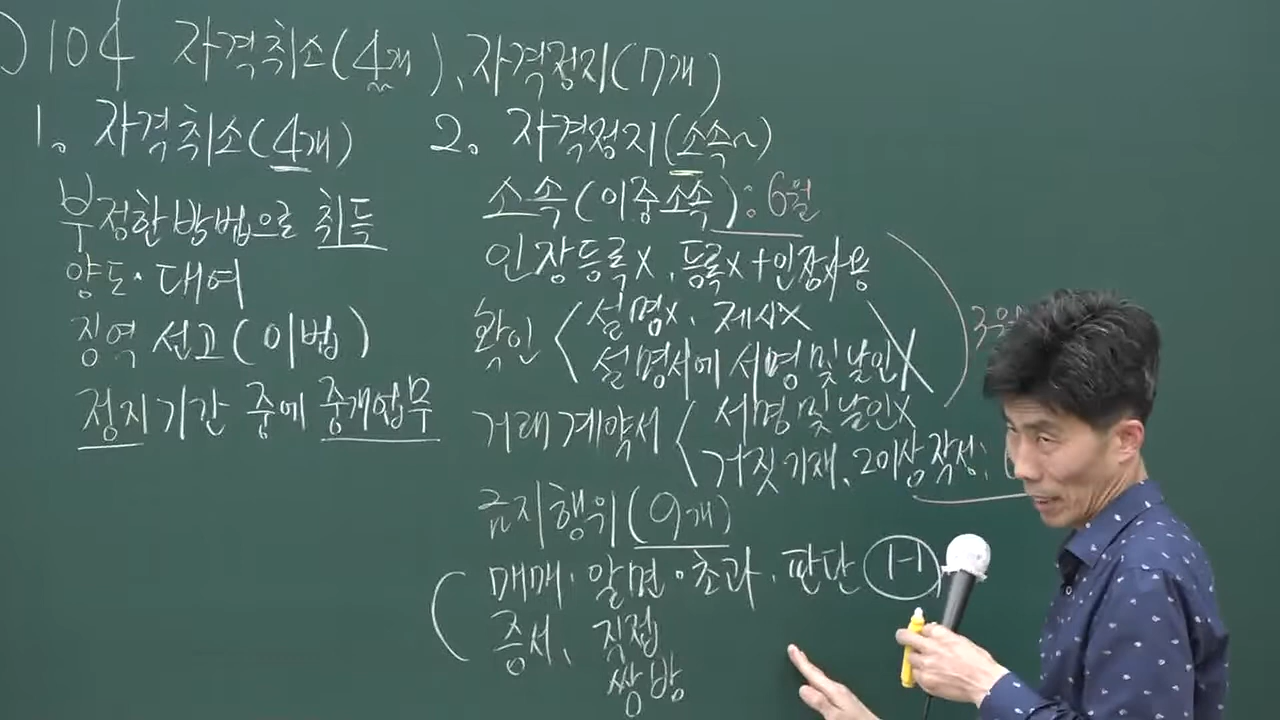 ) 104 자격취소(4개), 자격정지(7개)
1. 자격취소(4개)
부정한 방법으로 취득
양도·대여
징역 선고(이법)
정지기간 중에 중개업무
2. 자격정지(소속~)
소속(이중소속): 6월
인장등록X, 등록X+인장사용
확인 < 설명X, 제시X
설명서에 서명 및 날인X
3월
거래계약서 < 서명 및 날인X
거짓기재, 2이상작성:
금지행위(9개)
매매·알면·초과·판단
증서, 직접
쌍방